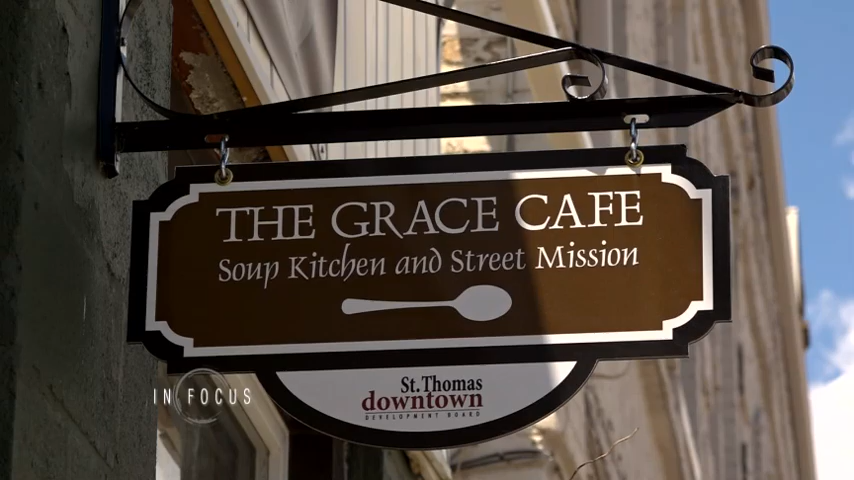 THE GRACE CAFE
Soup Kitchen and Street Mission
St. Thomas
downtown
DEVELOPMENT BOARD
IN FOCUS